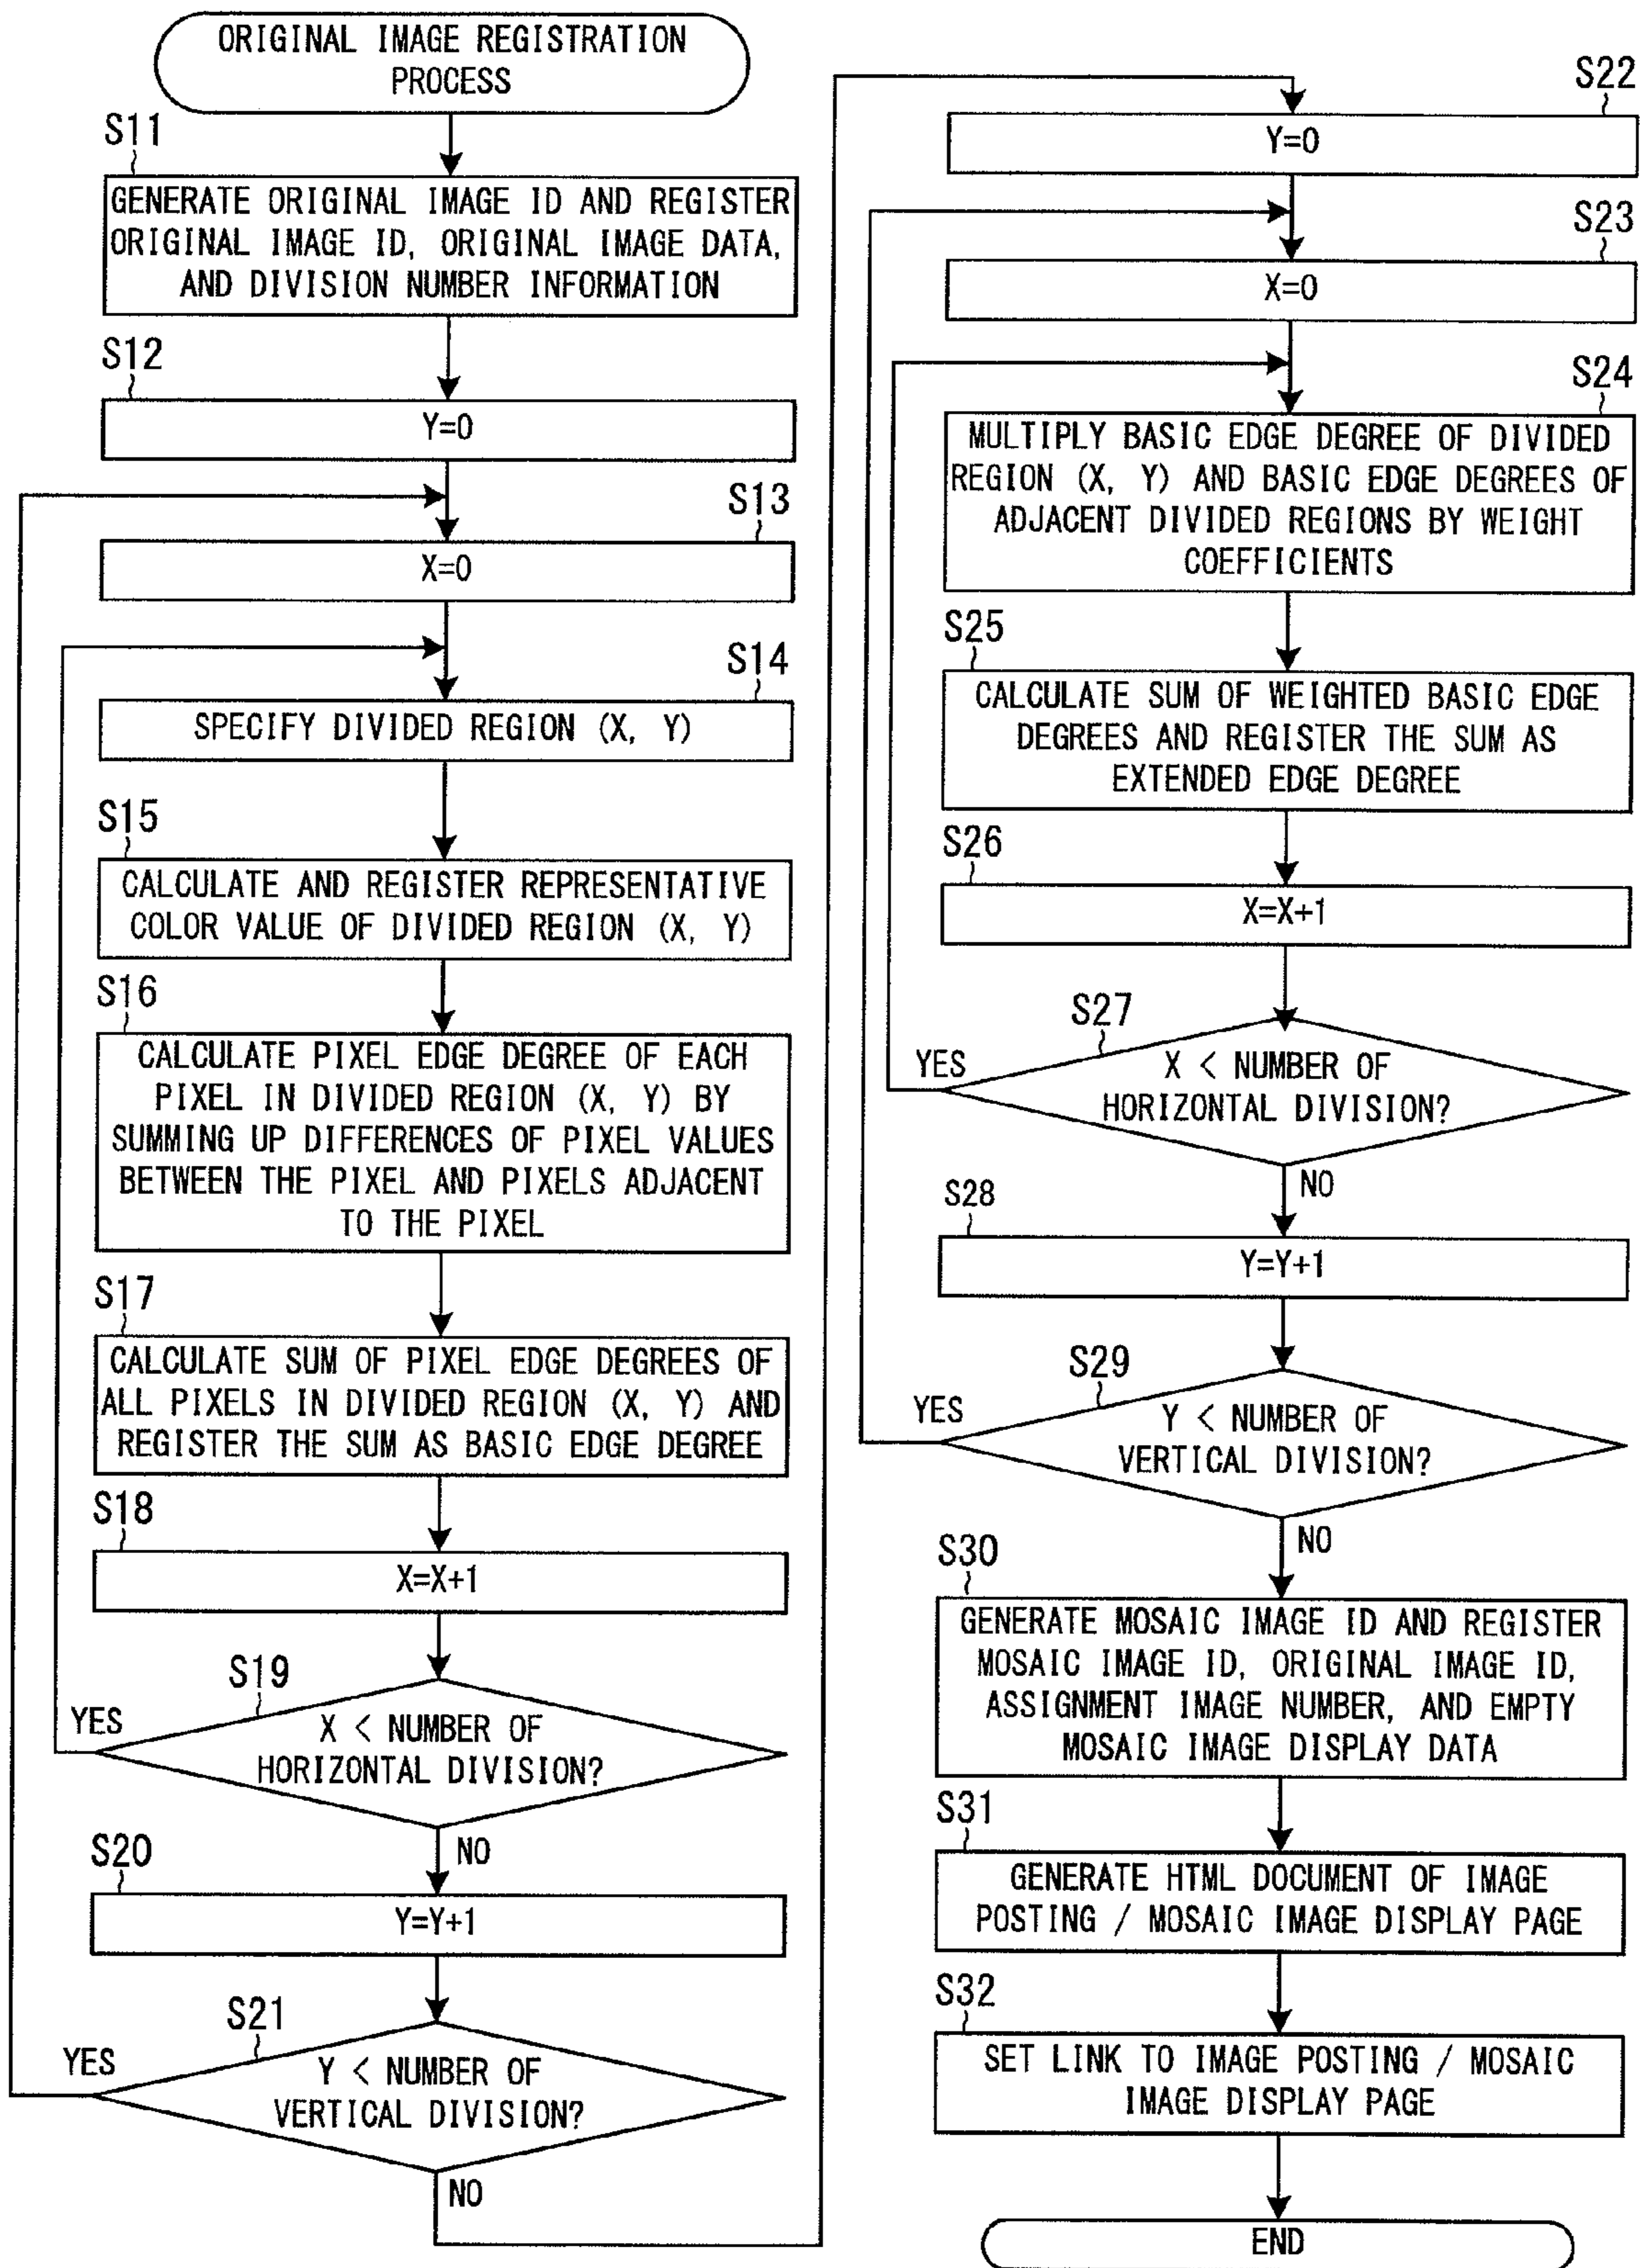 ORIGINAL IMAGE REGISTRATION
PROCESS
S11
GENERATE ORIGINAL IMAGE ID AND REGISTER
ORIGINAL IMAGE ID, ORIGINAL IMAGE DATA,
AND DIVISION NUMBER INFORMATION
S12
Y=0
S13
X=0
S14
SPECIFY DIVIDED REGION (X, Y)
S15
CALCULATE AND REGISTER REPRESENTATIVE
COLOR VALUE OF DIVIDED REGION (X, Y)
S16
CALCULATE PIXEL EDGE DEGREE OF EACH
PIXEL IN DIVIDED REGION (X, Y) BY
SUMMING UP DIFFERENCES OF PIXEL VALUES
BETWEEN THE PIXEL AND PIXELS ADJACENT
TO THE PIXEL
S17
CALCULATE SUM OF PIXEL EDGE DEGREES OF
ALL PIXELS IN DIVIDED REGION (X, Y) AND
REGISTER THE SUM AS BASIC EDGE DEGREE
S18
X=X+1
S19
YES
X < NUMBER OF
HORIZONTAL DIVISION?
NO
S20
Y=Y+1
S21
YES
Y < NUMBER OF
VERTICAL DIVISION?
NO
S22
Y=0
S23
X=0
S24
MULTIPLY BASIC EDGE DEGREE OF DIVIDED
REGION (X, Y) AND BASIC EDGE DEGREES OF
ADJACENT DIVIDED REGIONS BY WEIGHT
COEFFICIENTS
S25
CALCULATE SUM OF WEIGHTED BASIC EDGE
DEGREES AND REGISTER THE SUM AS
EXTENDED EDGE DEGREE
S26
X=X+1
S27
YES
X < NUMBER OF
HORIZONTAL DIVISION?
NO
S28
Y=Y+1
S29
YES
Y < NUMBER OF
VERTICAL DIVISION?
NO
S30
GENERATE MOSAIC IMAGE ID AND REGISTER
MOSAIC IMAGE ID, ORIGINAL IMAGE ID,
ASSIGNMENT IMAGE NUMBER, AND EMPTY
MOSAIC IMAGE DISPLAY DATA
S31
GENERATE HTML DOCUMENT OF IMAGE
POSTING / MOSAIC IMAGE DISPLAY PAGE
S32
SET LINK TO IMAGE POSTING / MOSAIC
IMAGE DISPLAY PAGE
END